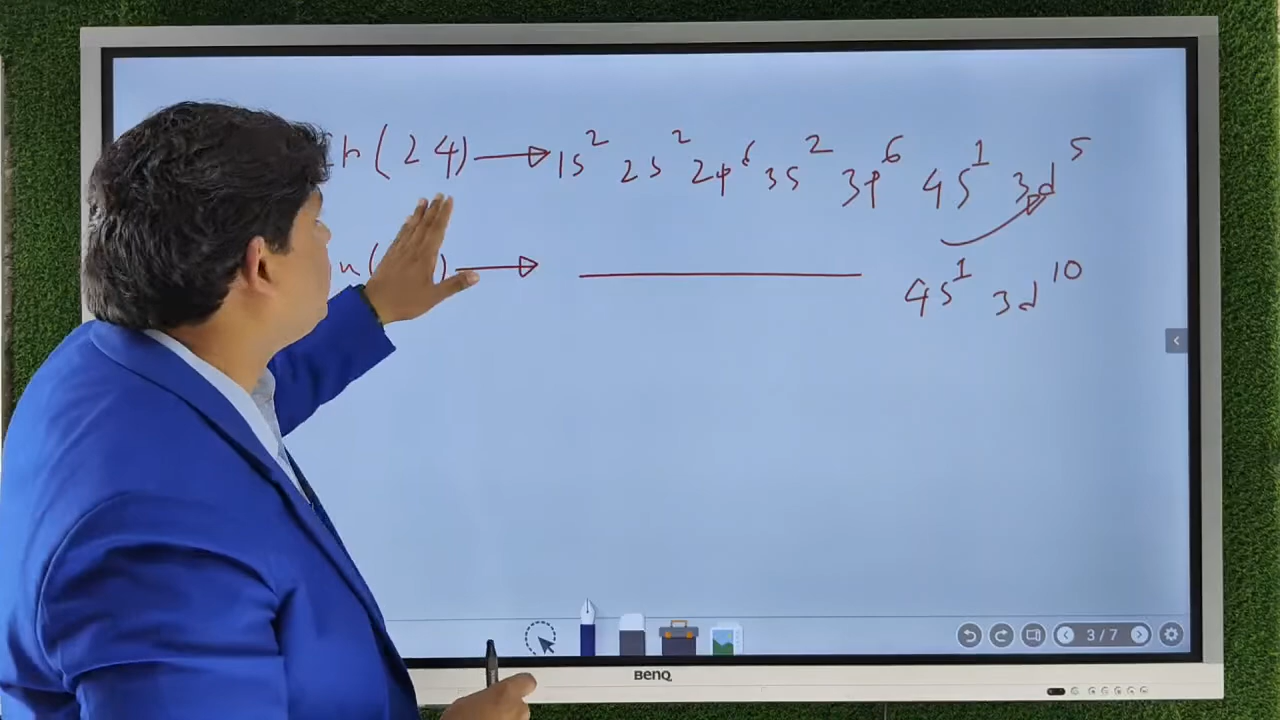 (24) → 1s² 2s² 2p⁶ 3s² 3p⁶ 4s¹ 3d⁵
→ ———— 4s¹ 3d¹⁰
3/7
BenQ